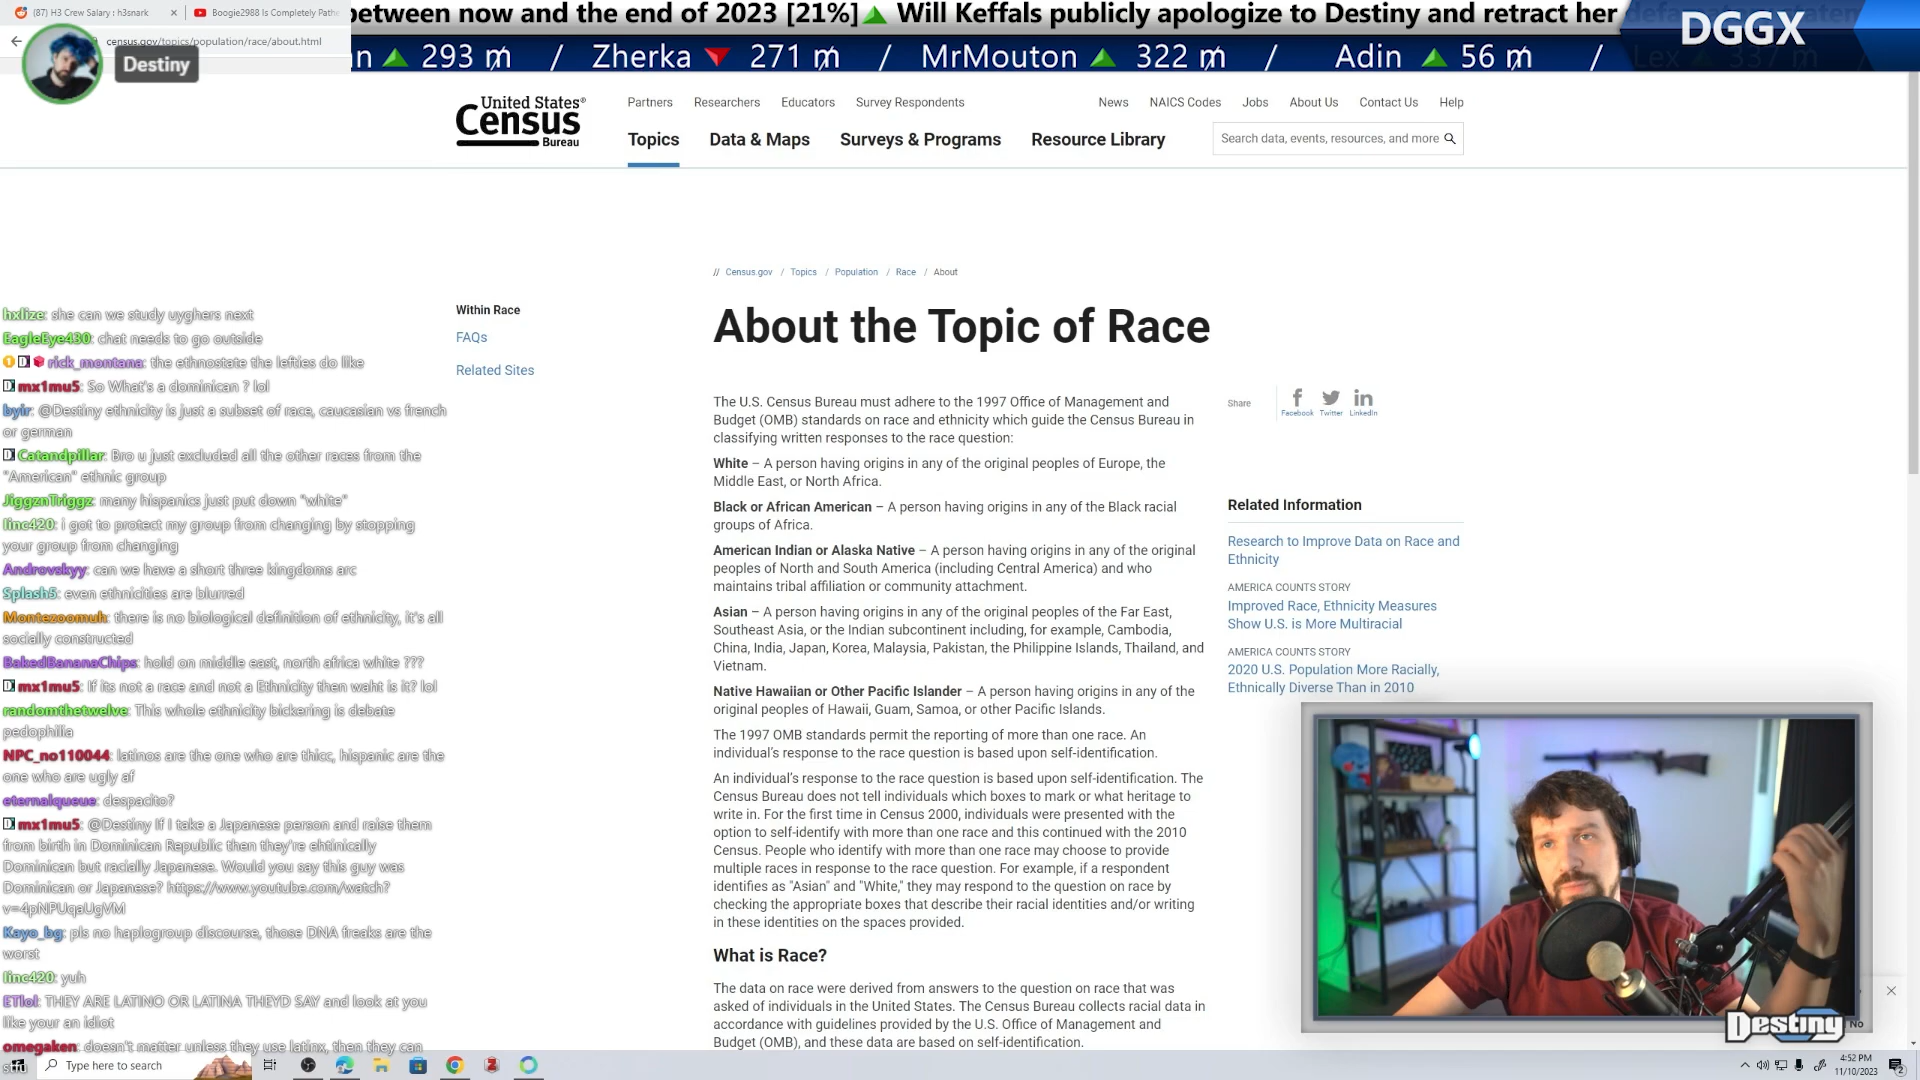 (87) H3 Crew Salary : h3snark
Boogie2988 Is Completely Pathe
between now and the end of 2023 [21%] Will Keffals publicly apologize to Destiny and retract her
DGGX
census.gov/topics/population/race/about.html
Destiny
293 ₥ / Zherka 271 ₥ / MrMouton 322 ₥ / Adin 56 ₥ / Lex 337 ₥
United States®
Census
Bureau
Partners Researchers Educators Survey Respondents
News NAICS Codes Jobs About Us Contact Us Help
Topics Data & Maps Surveys & Programs Resource Library
Search data, events, resources, and more
// Census.gov / Topics / Population / Race / About
Within Race
FAQs
Related Sites
About the Topic of Race
Share
Facebook Twitter LinkedIn
The U.S. Census Bureau must adhere to the 1997 Office of Management and
Budget (OMB) standards on race and ethnicity which guide the Census Bureau in
classifying written responses to the race question:
White – A person having origins in any of the original peoples of Europe, the
Middle East, or North Africa.
Black or African American – A person having origins in any of the Black racial
groups of Africa.
American Indian or Alaska Native – A person having origins in any of the original
peoples of North and South America (including Central America) and who
maintains tribal affiliation or community attachment.
Asian – A person having origins in any of the original peoples of the Far East,
Southeast Asia, or the Indian subcontinent including, for example, Cambodia,
China, India, Japan, Korea, Malaysia, Pakistan, the Philippine Islands, Thailand, and
Vietnam.
Native Hawaiian or Other Pacific Islander – A person having origins in any of the
original peoples of Hawaii, Guam, Samoa, or other Pacific Islands.
The 1997 OMB standards permit the reporting of more than one race. An
individual's response to the race question is based upon self-identification.
An individual's response to the race question is based upon self-identification. The
Census Bureau does not tell individuals which boxes to mark or what heritage to
write in. For the first time in Census 2000, individuals were presented with the
option to self-identify with more than one race and this continued with the 2010
Census. People who identify with more than one race may choose to provide
multiple races in response to the race question. For example, if a respondent
identifies as "Asian" and "White," they may respond to the question on race by
checking the appropriate boxes that describe their racial identities and/or writing
in these identities on the spaces provided.
What is Race?
The data on race were derived from answers to the question on race that was
asked of individuals in the United States. The Census Bureau collects racial data in
accordance with guidelines provided by the U.S. Office of Management and
Budget (OMB), and these data are based on self-identification.
Related Information
Research to Improve Data on Race and
Ethnicity
AMERICA COUNTS STORY
Improved Race, Ethnicity Measures
Show U.S. is More Multiracial
AMERICA COUNTS STORY
2020 U.S. Population More Racially,
Ethnically Diverse Than in 2010
hxlize: she can we study uyghers next
EagleEye430: chat needs to go outside
rick_montana: the ethnostate the lefties do like
mx1mu5: So What's a dominican ? lol
byir: @Destiny ethnicity is just a subset of race, caucasian vs french
or german
Catandpillar: Bro u just excluded all the other races from the
"American" ethnic group
JiggznTriggz: many hispanics just put down "white"
linc420: i got to protect my group from changing by stopping
your group from changing
Androvskyy: can we have a short three kingdoms arc
Splash5: even ethnicities are blurred
Montezoomuh: there is no biological definition of ethnicity, it's all
socially constructed
BakedBananaChips: hold on middle east, north africa white ???
mx1mu5: If its not a race and not a Ethnicity then waht is it? lol
randomthetwelve: This whole ethnicity bickering is debate
pedophilia
NPC_no110044: latinos are the one who are thicc, hispanic are the
one who are ugly af
eternalqueue: despacito?
mx1mu5: @Destiny If I take a Japanese person and raise them
from birth in Dominican Republic then they're ehtinically
Dominican but racially Japanese. Would you say this guy was
Dominican or Japanese? https://www.youtube.com/watch?
v=4pNPUqaUgVM
Kayo_bg: pls no haplogroup discourse, those DNA freaks are the
worst
linc420: yuh
ETlol: THEY ARE LATINO OR LATINA THEYD SAY and look at you
like your an idiot
omegaken: doesn't matter unless they use latinx, then they can
Destiny
No
Type here to search
4:52 PM
11/10/2023
2